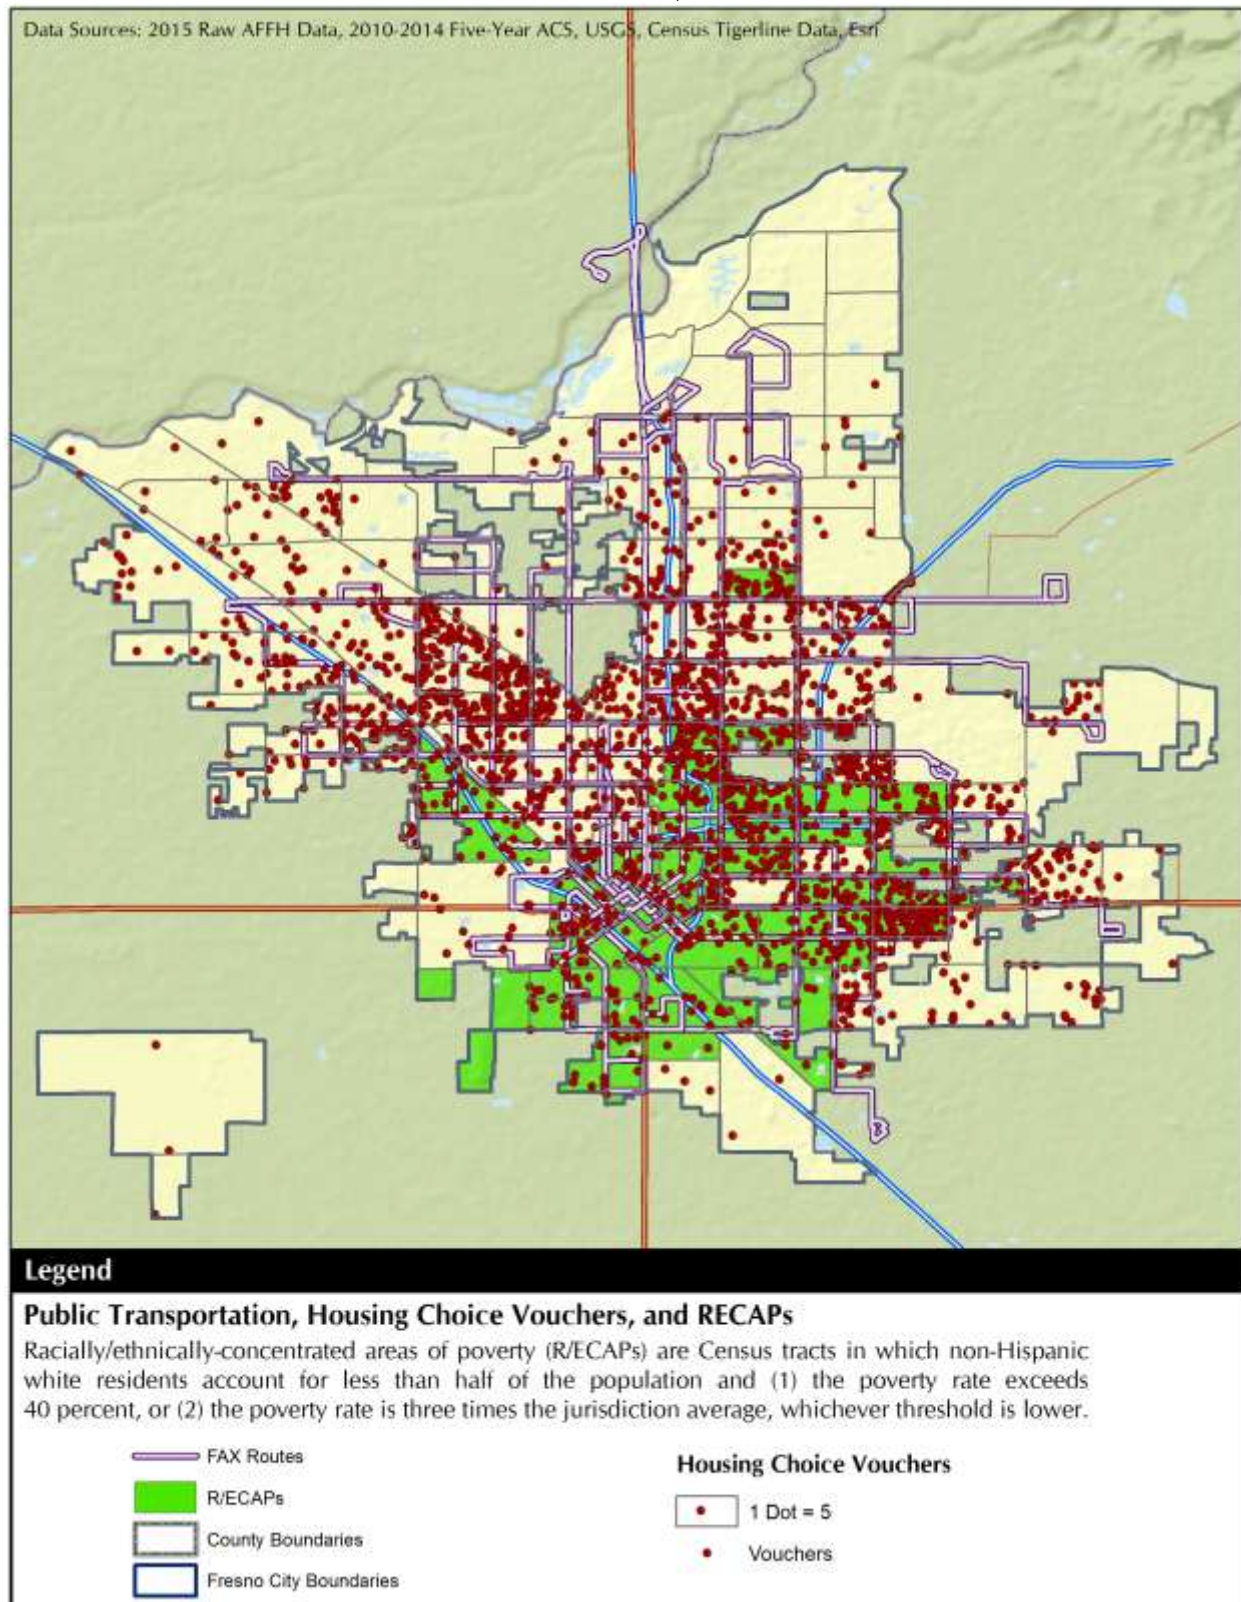 Data Sources: 2015 Raw AFFH Data, 2010-2014 Five-Year ACS, USGS, Census Tigerline Data, Esri
Legend
Public Transportation, Housing Choice Vouchers, and RECAPs
Racially/ethnically-concentrated areas of poverty (R/ECAPs) are Census tracts in which non-Hispanic
white residents account for less than half of the population and (1) the poverty rate exceeds
40 percent, or (2) the poverty rate is three times the jurisdiction average, whichever threshold is lower.
FAX Routes
R/ECAPs
County Boundaries
Fresno City Boundaries
Housing Choice Vouchers
1 Dot = 5
Vouchers